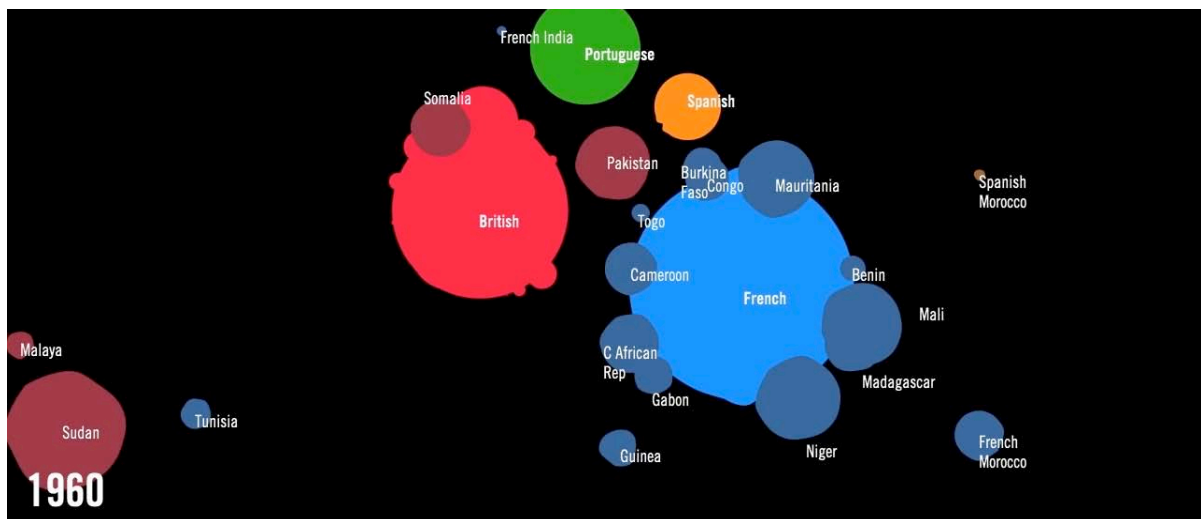 French India
Portuguese
Somalia
Spanish
Pakistan
Burkina
Faso
Congo
Mauritania
Spanish
Morocco
Togo
British
Cameroon
Benin
French
Mali
Malaya
C African
Rep
Madagascar
Gabon
Tunisia
Sudan
Guinea
Niger
French
Morocco
1960